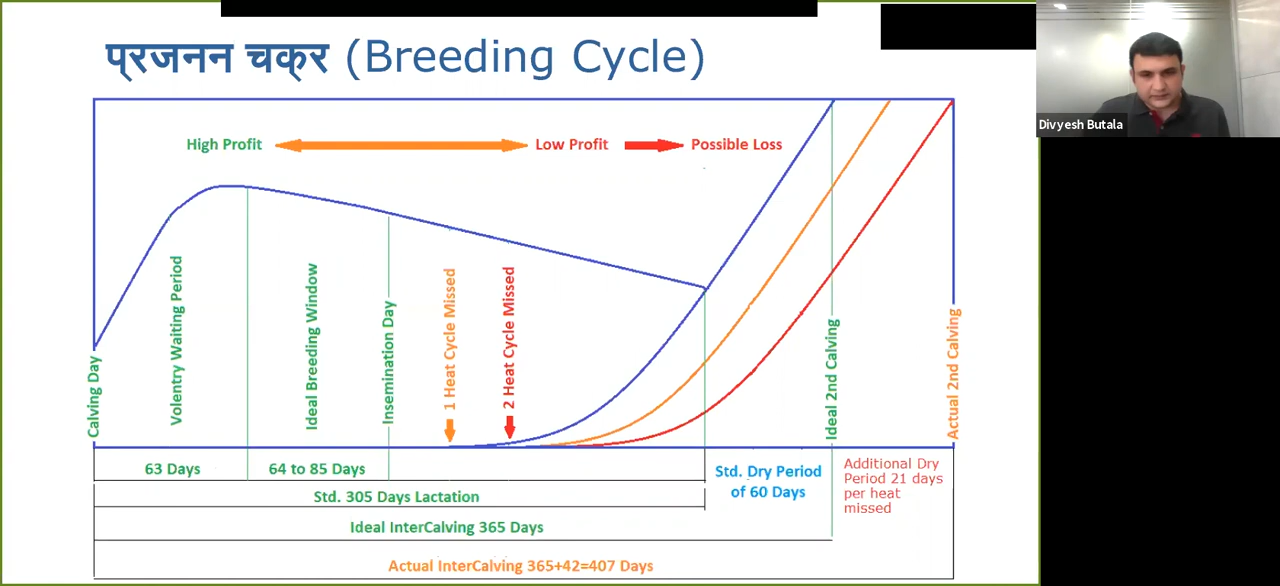 प्रजनन चक्र (Breeding Cycle)
Divyesh Butala
High Profit
Low Profit
Possible Loss
Calving Day
Volentry Waiting Period
Ideal Breeding Window
Insemination Day
1 Heat Cycle Missed
2 Heat Cycle Missed
Ideal 2nd Calving
Actual 2nd Calving
63 Days
64 to 85 Days
Std. Dry Period
of 60 Days
Additional Dry
Period 21 days
per heat
missed
Std. 305 Days Lactation
Ideal InterCalving 365 Days
Actual InterCalving 365+42=407 Days